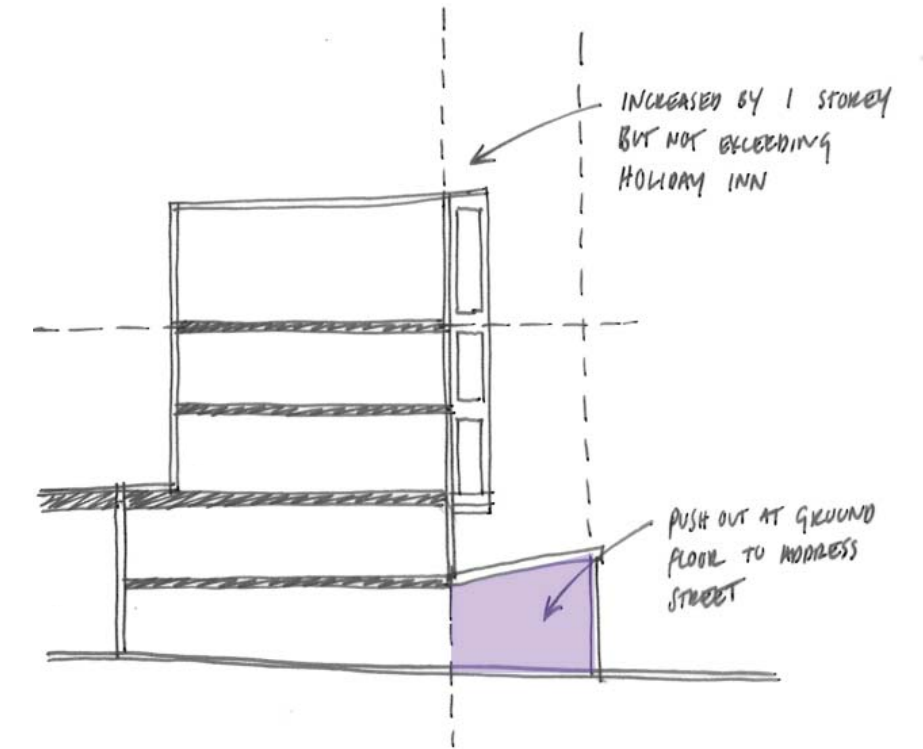 INCREASED BY 1 STOREY
BUT NOT EXCEEDING
HOLIDAY INN
PUSH OUT AT GROUND
FLOOR TO ADDRESS
STREET